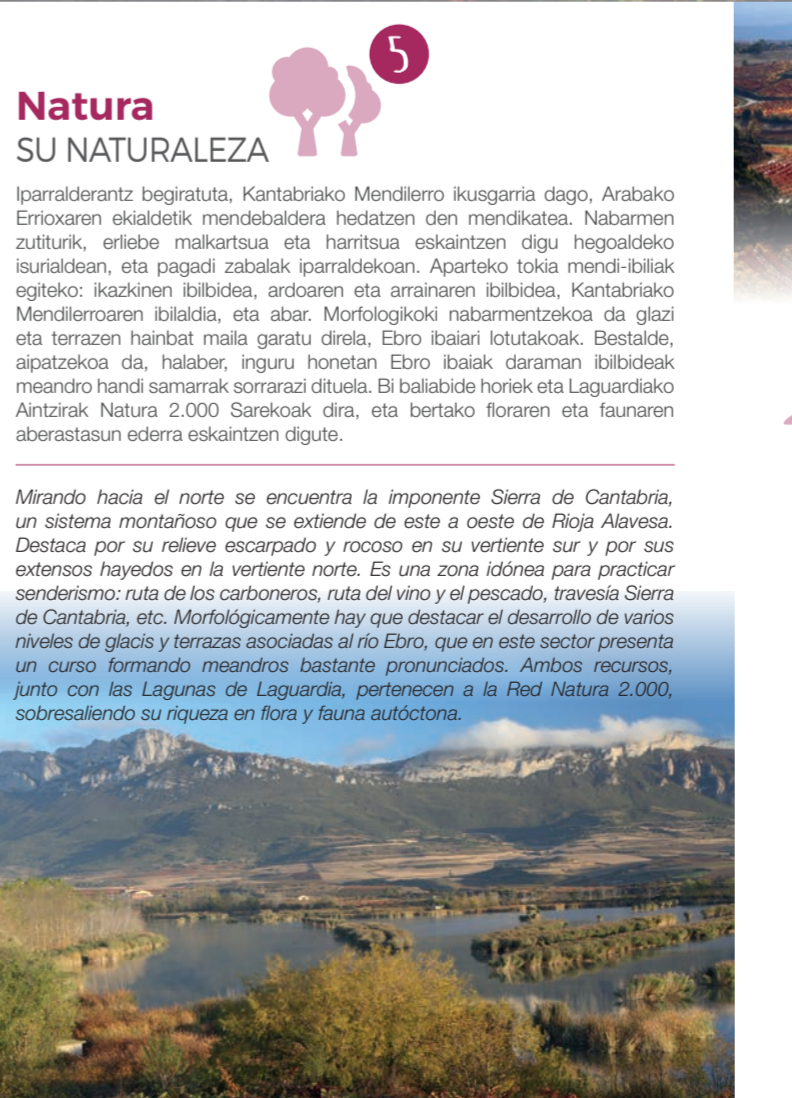 5
Natura
SU NATURALEZA
Iparralderantz begiratuta, Kantabriako Mendilerro ikusgarria dago, Arabako
Errioxaren ekialdetik mendebaldera hedatzen den mendikatea. Nabarmen
zutiturik, erliebe malkartsua eta harritsua eskaintzen digu hegoaldeko
isurialdean, eta pagadi zabalak iparraldekoan. Aparteko tokia mendi-ibiliak
egiteko: ikazkinen ibilbidea, ardoaren eta arrainaren ibilbidea, Kantabriako
Mendilerroaren ibilaldia, eta abar. Morfologikoki nabarmentzekoa da glazi
eta terrazen hainbat maila garatu direla, Ebro ibaiari lotutakoak. Bestalde,
aipatzekoa da, halaber, inguru honetan Ebro ibaiak daraman ibilbideak
meandro handi samarrak sorrarazi dituela. Bi baliabide horiek eta Laguardiako
Aintzirak Natura 2.000 Sarekoak dira, eta bertako floraren eta faunaren
aberastasun ederra eskaintzen digute.
Mirando hacia el norte se encuentra la imponente Sierra de Cantabria,
un sistema montañoso que se extiende de este a oeste de Rioja Alavesa.
Destaca por su relieve escarpado y rocoso en su vertiente sur y por sus
extensos hayedos en la vertiente norte. Es una zona idónea para practicar
senderismo: ruta de los carboneros, ruta del vino y el pescado, travesía Sierra
de Cantabria, etc. Morfológicamente hay que destacar el desarrollo de varios
niveles de glacis y terrazas asociadas al río Ebro, que en este sector presenta
un curso formando meandros bastante pronunciados. Ambos recursos,
junto con las Lagunas de Laguardia, pertenecen a la Red Natura 2.000,
sobresaliendo su riqueza en flora y fauna autóctona.